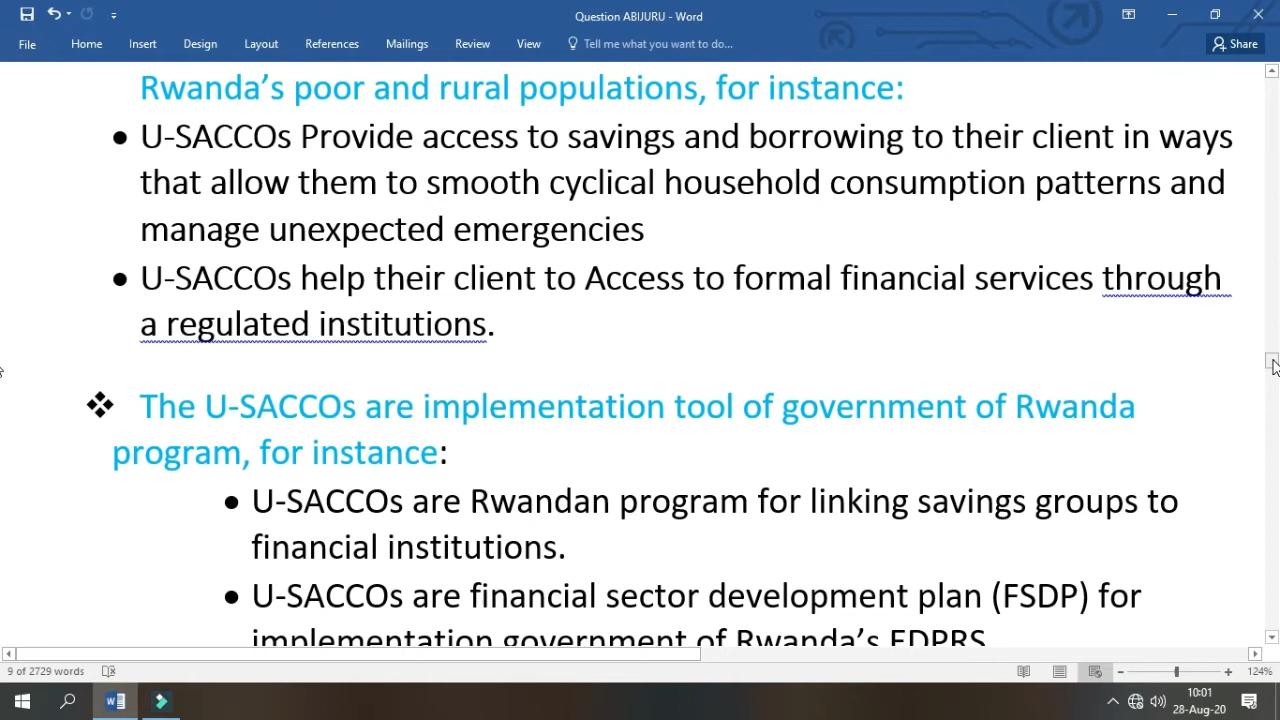 Question ABIJURU - Word
File Home Insert Design Layout References Mailings Review View Tell me what you want to do... Share
Rwanda’s poor and rural populations, for instance:
• U-SACCOs Provide access to savings and borrowing to their client in ways
that allow them to smooth cyclical household consumption patterns and
manage unexpected emergencies
• U-SACCOs help their client to Access to formal financial services through
a regulated institutions.
❖ The U-SACCOs are implementation tool of government of Rwanda
program, for instance:
• U-SACCOs are Rwandan program for linking savings groups to
financial institutions.
• U-SACCOs are financial sector development plan (FSDP) for
implementation government of Rwanda’s EDPRS
9 of 2729 words 124%
10:01
28-Aug-20